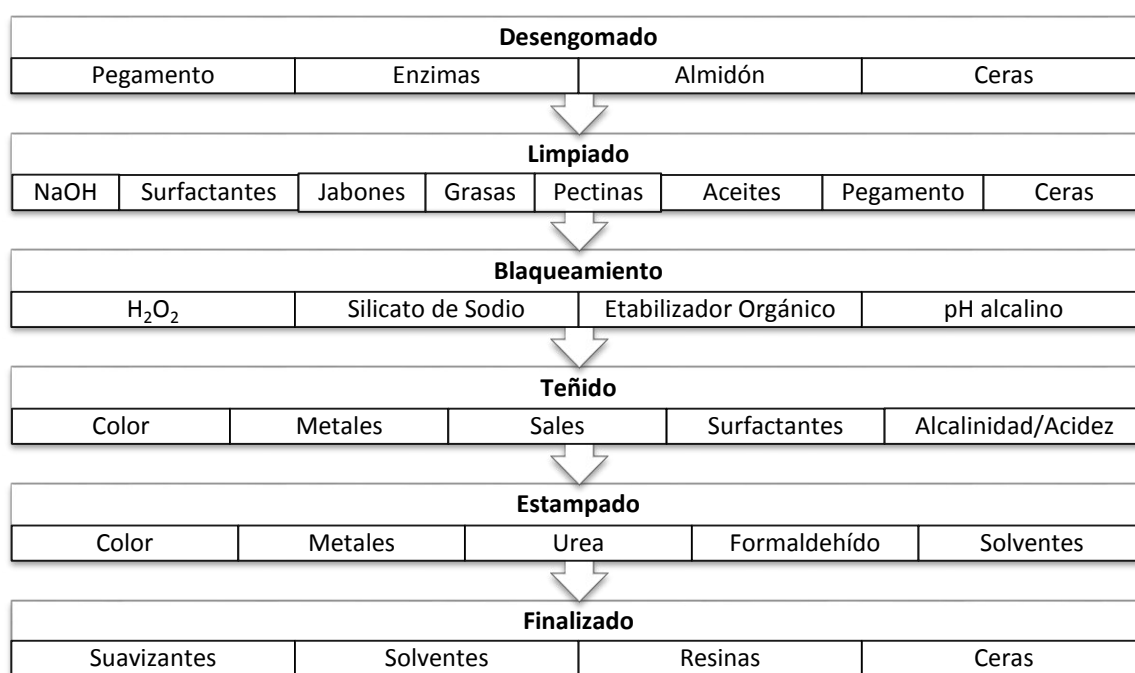 Desengomado
Pegamento Enzimas Almidón Ceras
Limpiado
NaOH Surfactantes Jabones Grasas Pectinas Aceites Pegamento Ceras
Blaqueamiento
H₂O₂ Silicato de Sodio Etabilizador Orgánico pH alcalino
Teñido
Color Metales Sales Surfactantes Alcalinidad/Acidez
Estampado
Color Metales Urea Formaldehído Solventes
Finalizado
Suavizantes Solventes Resinas Ceras